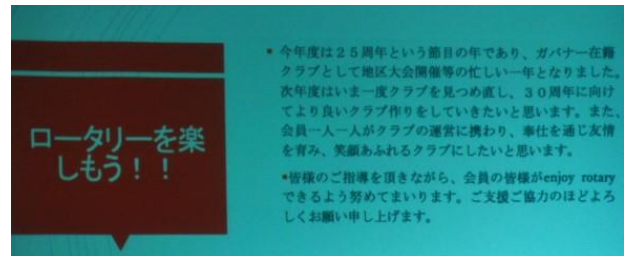 ロータリーを楽
しもう！！
• 今年度は２５周年という節目の年であり、ガバナー在籍
クラブとして地区大会開催等の忙しい一年となりました。
次年度はいま一度クラブを見つめ直し、３０周年に向け
てより良いクラブ作りをしていきたいと思います。また、
会員一人一人がクラブの運営に携わり、奉仕を通じ友情
を育み、笑顔あふれるクラブにしたいと思います。
•皆様のご指導を頂きながら、会員の皆様がenjoy rotary
できるよう努めてまいります。ご支援ご協力のほどよろ
しくお願い申し上げます。